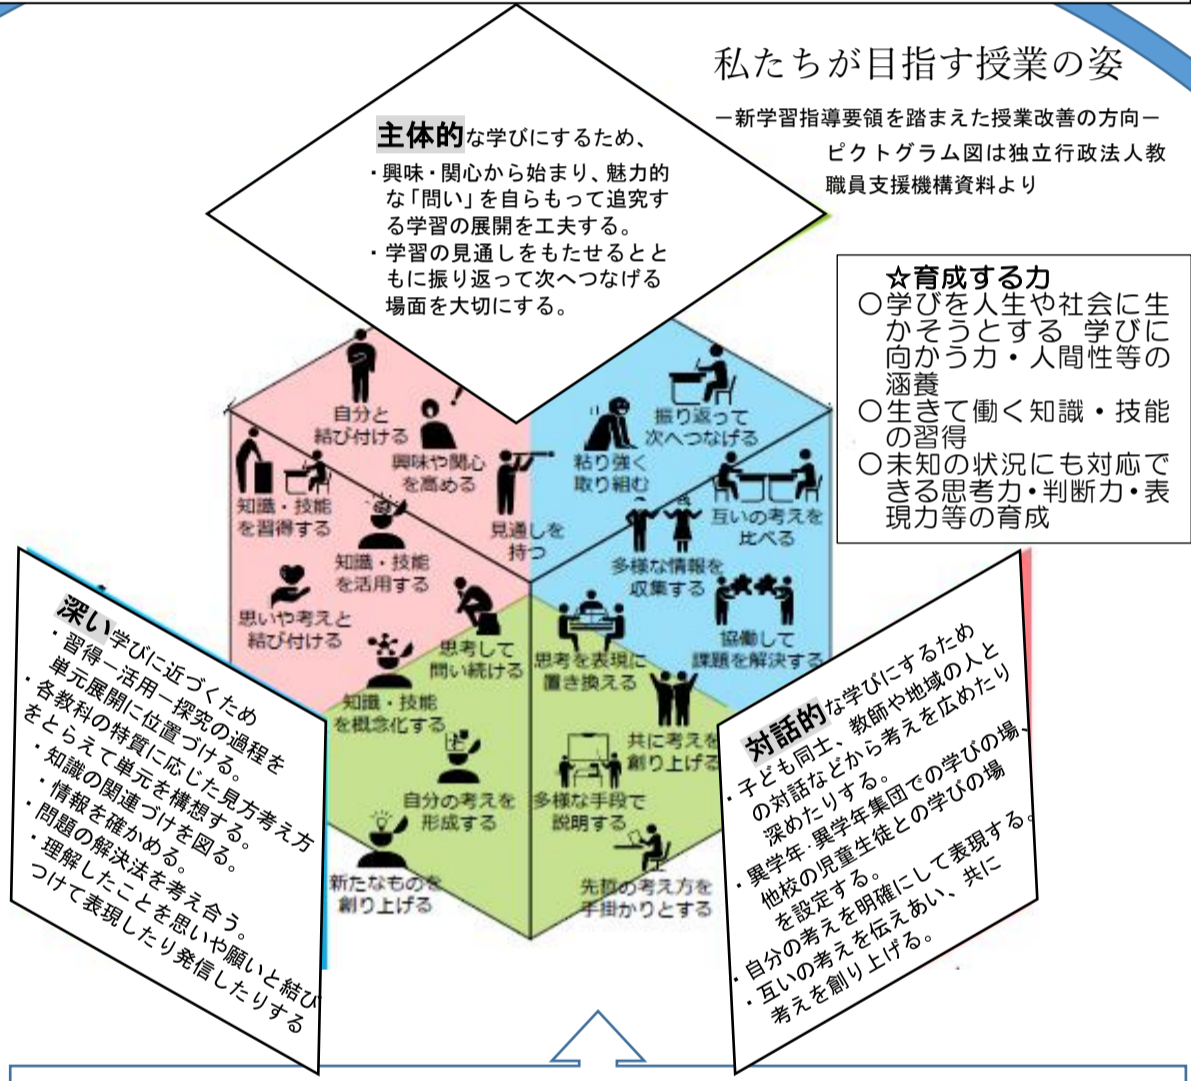 私たちが目指す授業の姿
－新学習指導要領を踏まえた授業改善の方向－
ピクトグラム図は独立行政法人教
職員支援機構資料より
主体的な学びにするため、
・興味・関心から始まり、魅力的
な「問い」を自らもって追究す
る学習の展開を工夫する。
・学習の見通しをもたせるとと
もに振り返って次へつなげる
場面を大切にする。
☆育成する力
〇学びを人生や社会に生
かそうとする 学びに
向かう力・人間性等の
涵養
〇生きて働く知識・技能
の習得
〇未知の状況にも対応で
きる思考力・判断力・表
現力等の育成
自分と
結び付ける
興味や関心
を高める
見通しを
持つ
振り返って
次へつなげる
粘り強く
取り組む
知識・技能
を習得する
知識・技能
を活用する
思いや考えと
結び付ける
思考して
問い続ける
知識・技能
を概念化する
自分の考えを
形成する
新たなものを
創り上げる
互いの考えを
比べる
多様な情報を
収集する
協働して
課題を解決する
思考を表現に
置き換える
共に考えを
創り上げる
多様な手段で
説明する
先哲の考え方を
手掛かりとする
深い学びに近づくため
・習得－活用－探究の過程を
単元展開に位置づける。
・各教科の特質に応じた見方考え方
をとらえて単元を構想する。
・知識の関連づけを図る。
・情報を確かめる。
・問題の解決法を考え合う。
・理解したことを思いや願いと結び
つけて表現したり発信したりする
対話的な学びにするため
・子ども同士、教師や地域の人と
の対話などから考えを広めたり
深めたりする。
・異学年・異学年集団での学びの場、
他校の児童生徒との学びの場
を設定する。
・自分の考えを明確にして表現する。
・互いの考えを伝えあい、共に
考えを創り上げる。